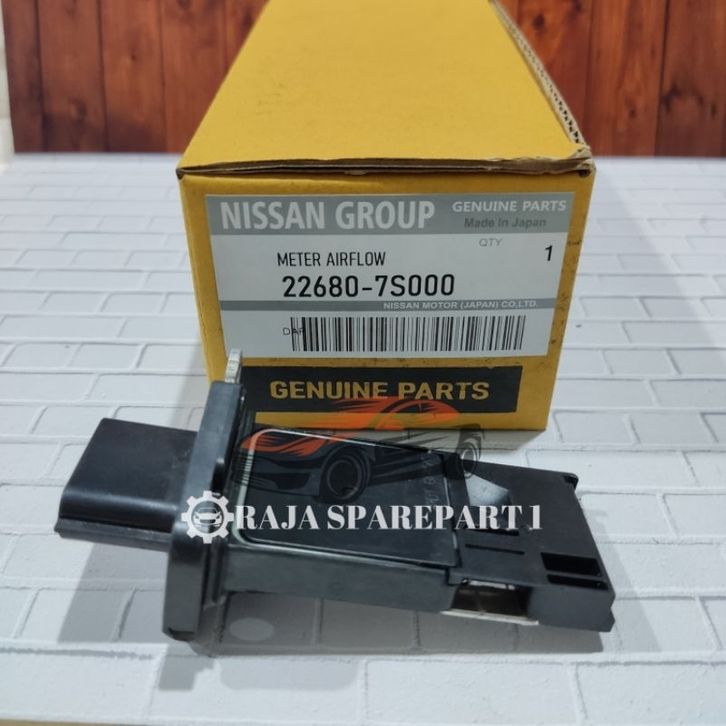 NISSAN GROUP
GENUINE PARTS
Made in Japan
QTY
1
METER AIRFLOW
22680-7S000
NISSAN MOTOR (JAPAN) CO,LTD.
GENUINE PARTS
RAJA SPAREPART 1